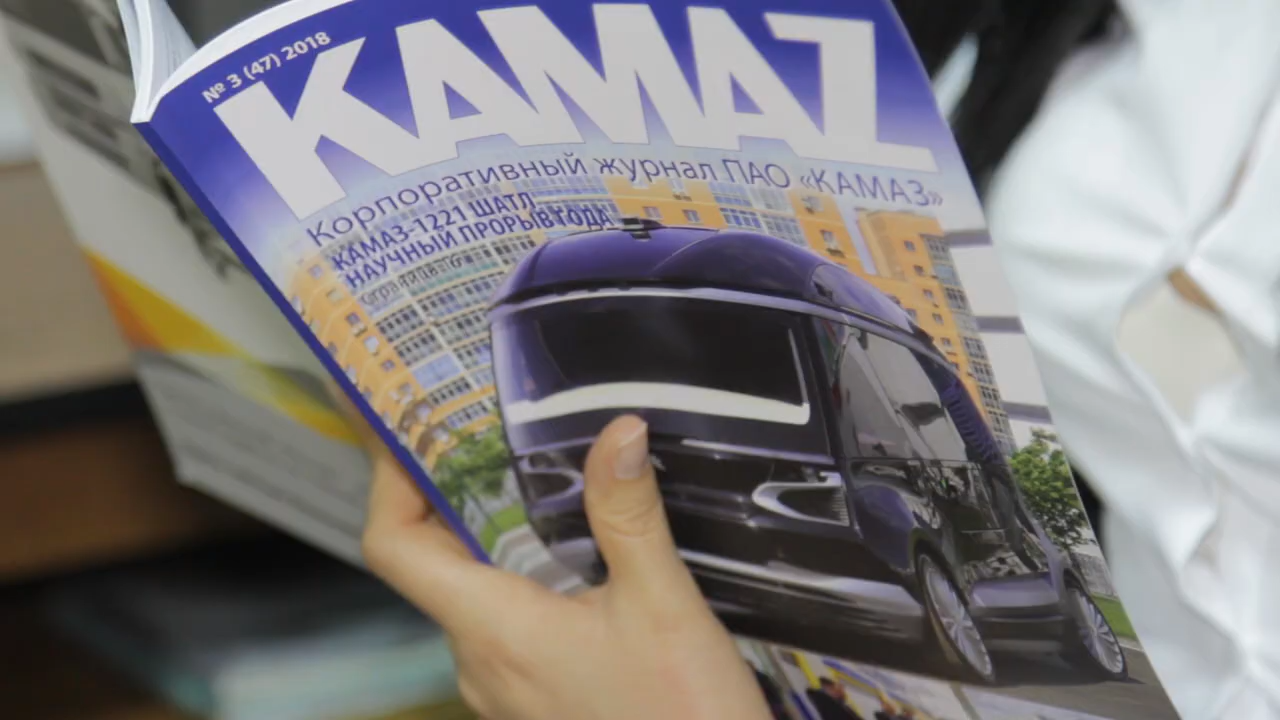 № 3 (47) 2018
KAMAZ
Корпоративный журнал ПАО «КАМАЗ»
КАМАЗ-1221 ШАТЛ
НАУЧНЫЙ ПРОРЫВ ГОДА